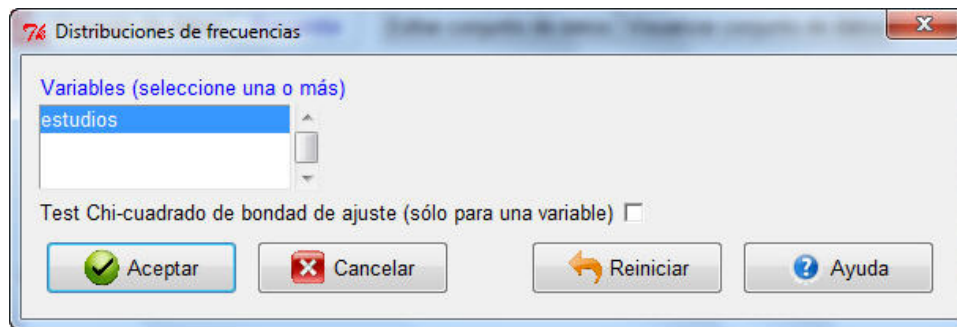 Distribuciones de frecuencias
Variables (seleccione una o más)
estudios
Test Chi-cuadrado de bondad de ajuste (sólo para una variable)
Aceptar Cancelar Reiniciar Ayuda